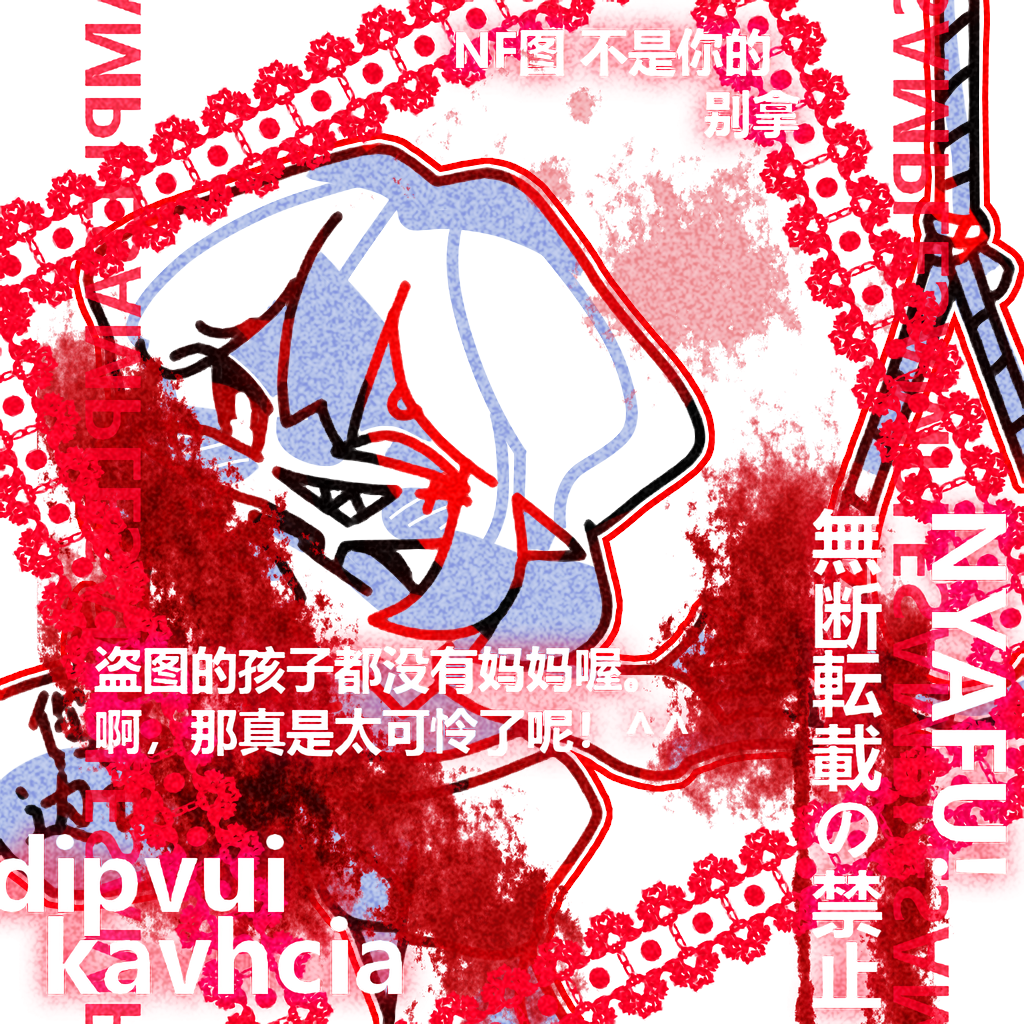 NF图 不是你的
别拿
盗图的孩子都没有妈妈喔。
啊，那真是太可怜了呢！^ ^
無断転載の禁止
NYAFU!
dipvui
kavhcia